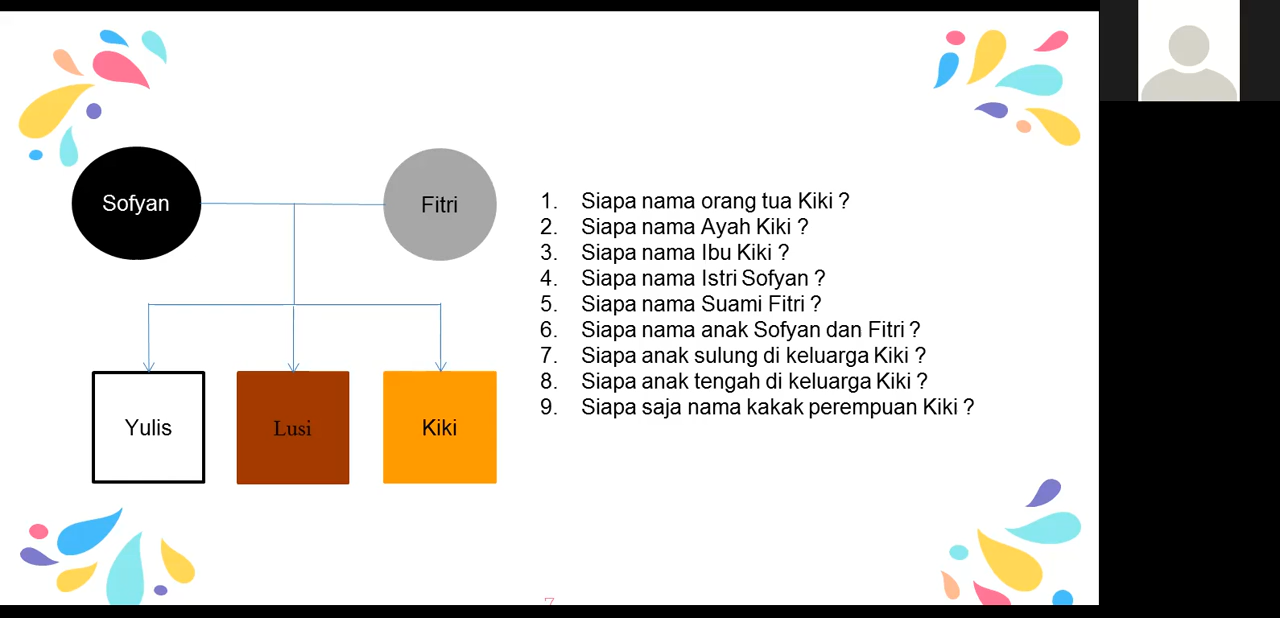 Sofyan
Fitri
Yulis
Lusi
Kiki
1. Siapa nama orang tua Kiki ?
2. Siapa nama Ayah Kiki ?
3. Siapa nama Ibu Kiki ?
4. Siapa nama Istri Sofyan ?
5. Siapa nama Suami Fitri ?
6. Siapa nama anak Sofyan dan Fitri ?
7. Siapa anak sulung di keluarga Kiki ?
8. Siapa anak tengah di keluarga Kiki ?
9. Siapa saja nama kakak perempuan Kiki ?